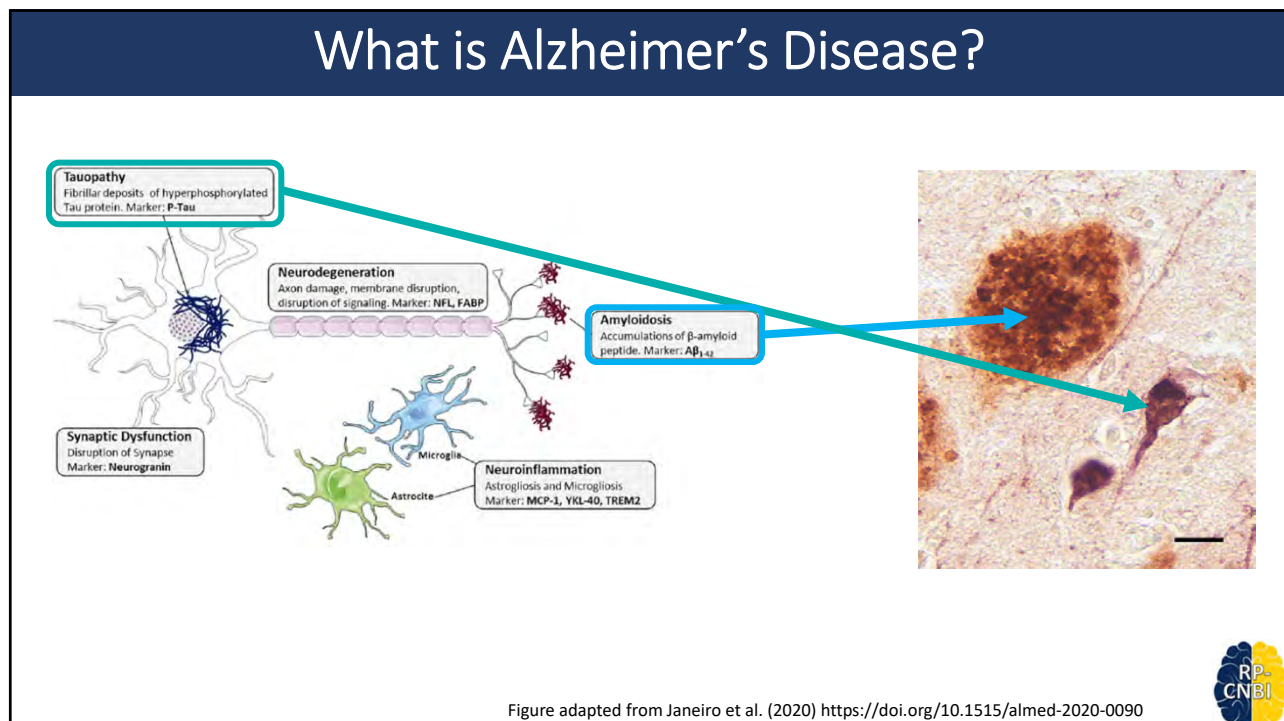 What is Alzheimer's Disease?
Tauopathy
Fibrillar deposits of hyperphosphorylated
Tau protein. Marker: P-Tau
Neurodegeneration
Axon damage, membrane disruption,
disruption of signaling. Marker: NFL, FABP
Amyloidosis
Accumulations of β-amyloid
peptide. Marker: Aβ₁₋₄₂
Synaptic Dysfunction
Disruption of Synapse
Marker: Neurogranin
Microglia
Astrocite
Neuroinflammation
Astrogliosis and Microgliosis
Marker: MCP-1, YKL-40, TREM2
Figure adapted from Janeiro et al. (2020) https://doi.org/10.1515/almed-2020-0090
RP-
CNBI